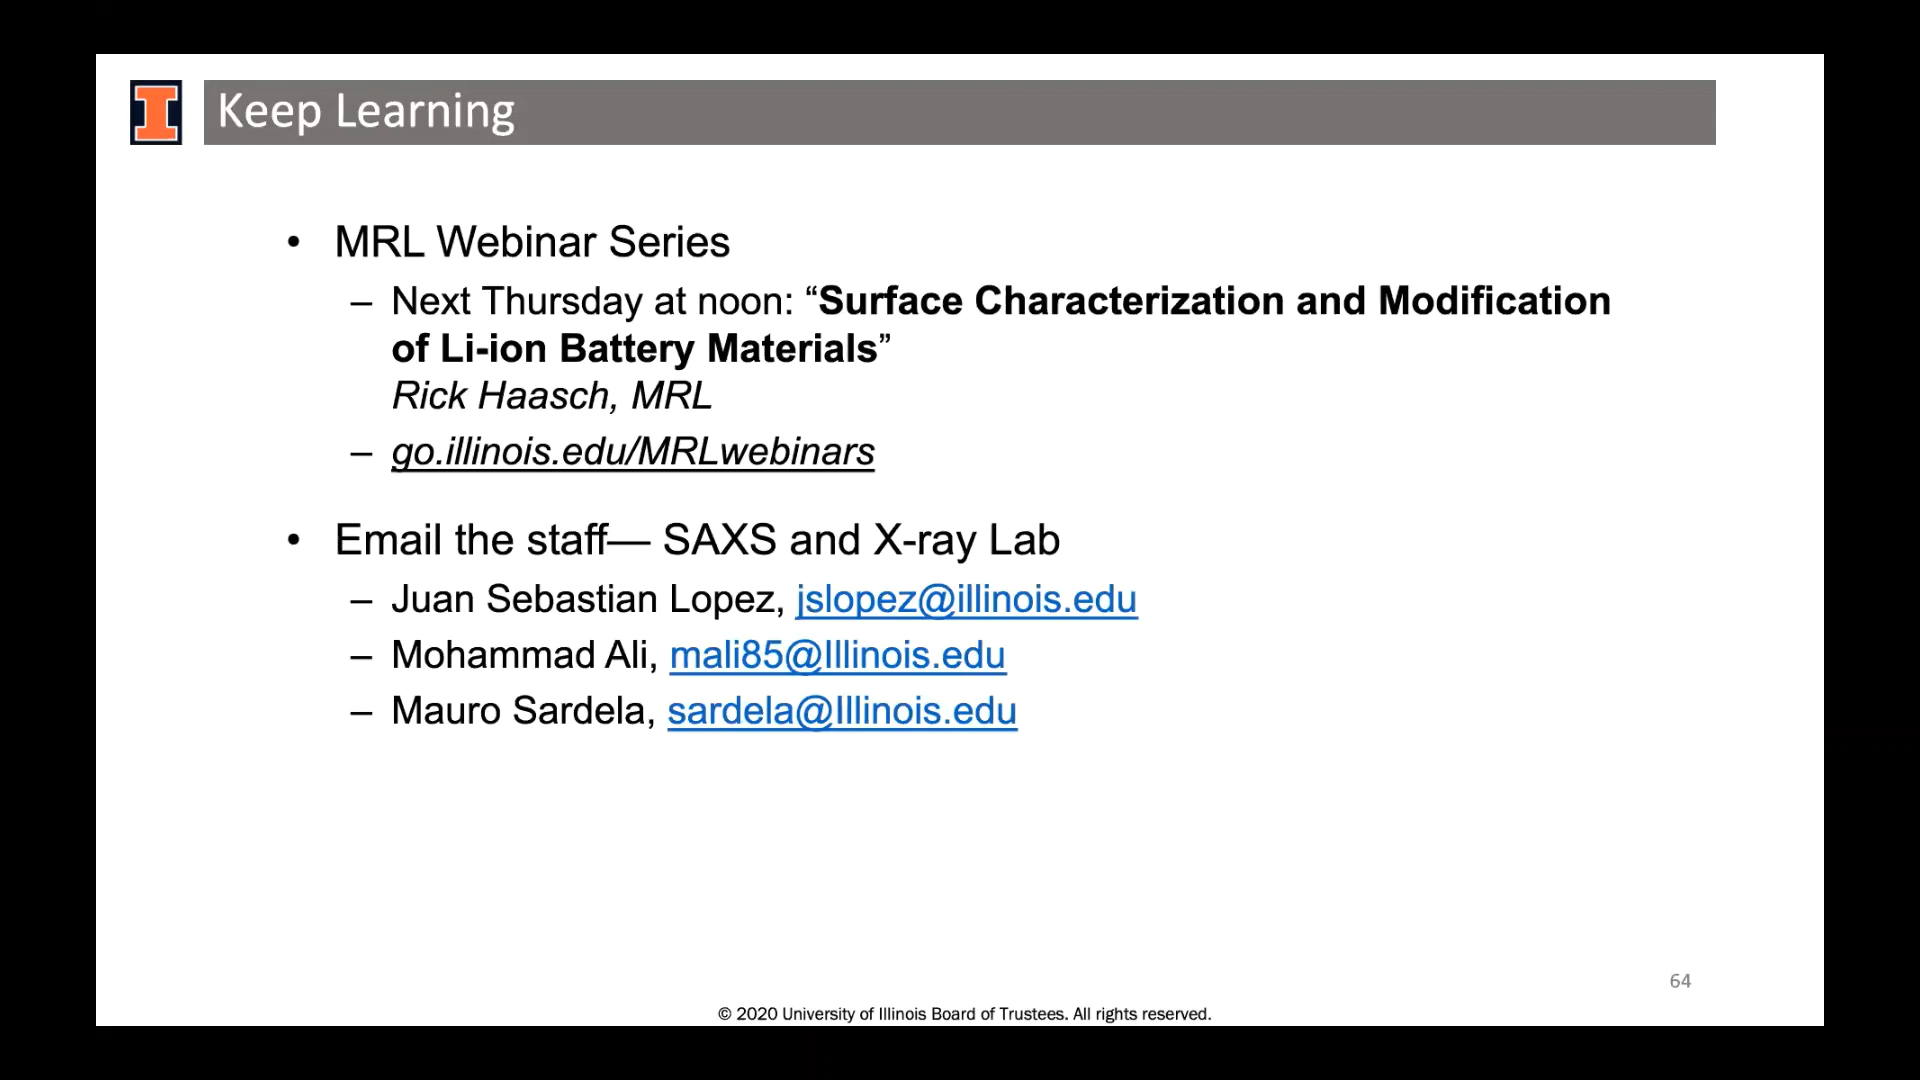 Keep Learning
• MRL Webinar Series
– Next Thursday at noon: “Surface Characterization and Modification
of Li-ion Battery Materials”
Rick Haasch, MRL
– go.illinois.edu/MRLwebinars
• Email the staff— SAXS and X-ray Lab
– Juan Sebastian Lopez, jslopez@illinois.edu
– Mohammad Ali, mali85@Illinois.edu
– Mauro Sardela, sardela@Illinois.edu
64
© 2020 University of Illinois Board of Trustees. All rights reserved.